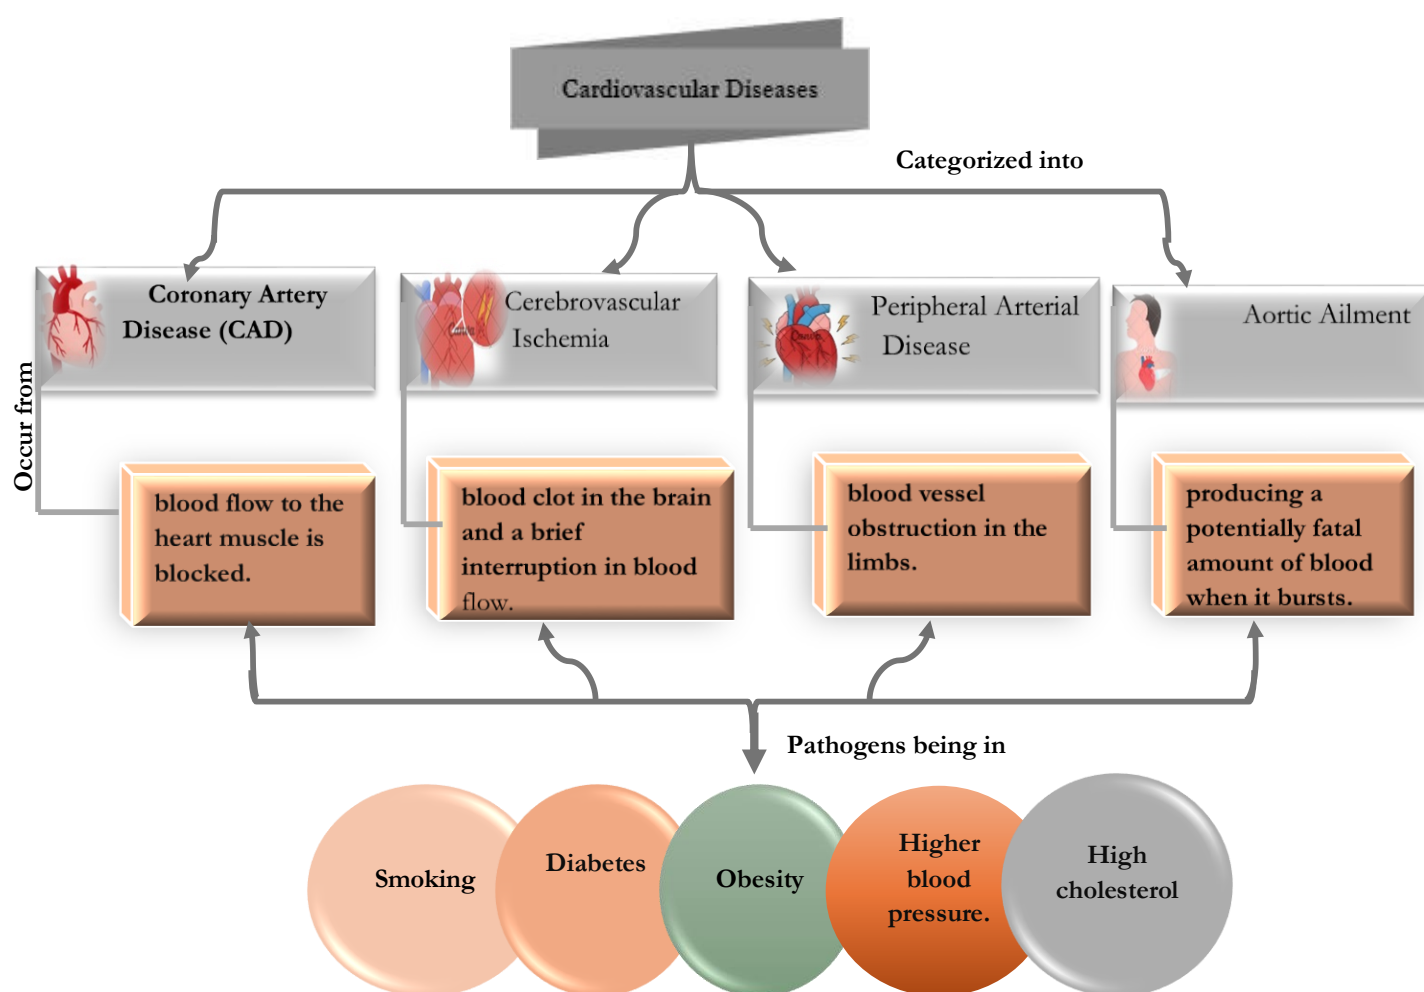 Cardiovascular Diseases
Categorized into
Coronary Artery
Disease (CAD)
Cerebrovascular
Ischemia
Peripheral Arterial
Disease
Aortic Ailment
Occur from
blood flow to the
heart muscle is
blocked.
blood clot in the brain
and a brief
interruption in blood
flow.
blood vessel
obstruction in the
limbs.
producing a
potentially fatal
amount of blood
when it bursts.
Pathogens being in
Smoking
Diabetes
Obesity
Higher
blood
pressure.
High
cholesterol